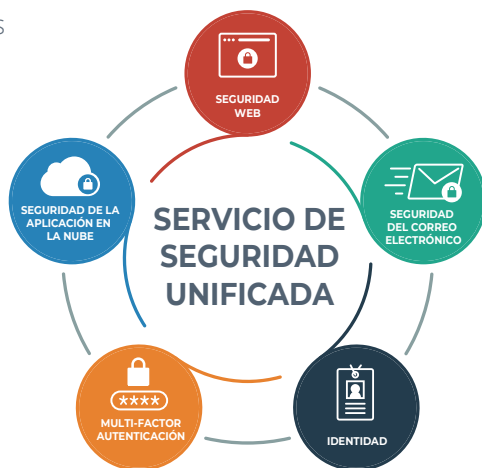 S
SEGURIDAD
WEB
SEGURIDAD DE LA
APLICACIÓN EN
LA NUBE
SEGURIDAD
DEL CORREO
ELECTRÓNICO
SERVICIO DE
SEGURIDAD
UNIFICADA
****
MULTI-FACTOR
AUTENTICACIÓN
IDENTIDAD